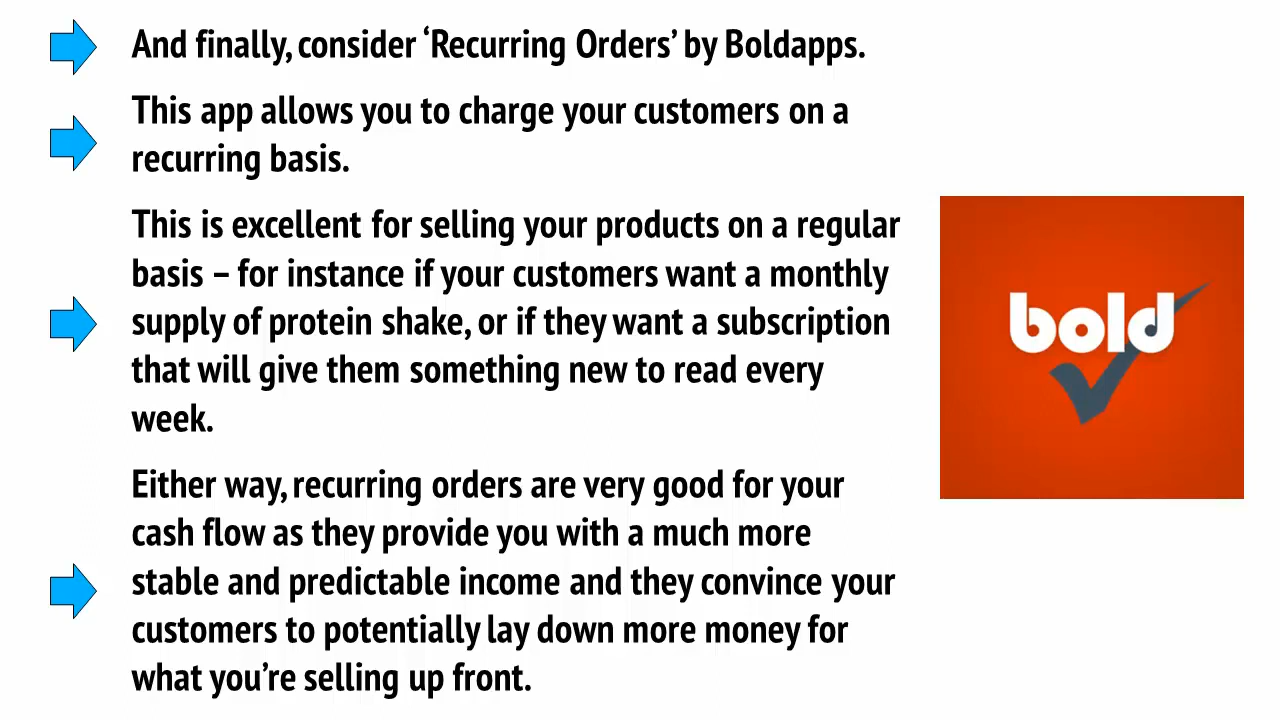 And finally, consider ‘Recurring Orders’ by Boldapps.
This app allows you to charge your customers on a
recurring basis.
This is excellent for selling your products on a regular
basis – for instance if your customers want a monthly
supply of protein shake, or if they want a subscription
that will give them something new to read every
week.
Either way, recurring orders are very good for your
cash flow as they provide you with a much more
stable and predictable income and they convince your
customers to potentially lay down more money for
what you’re selling up front.
bold